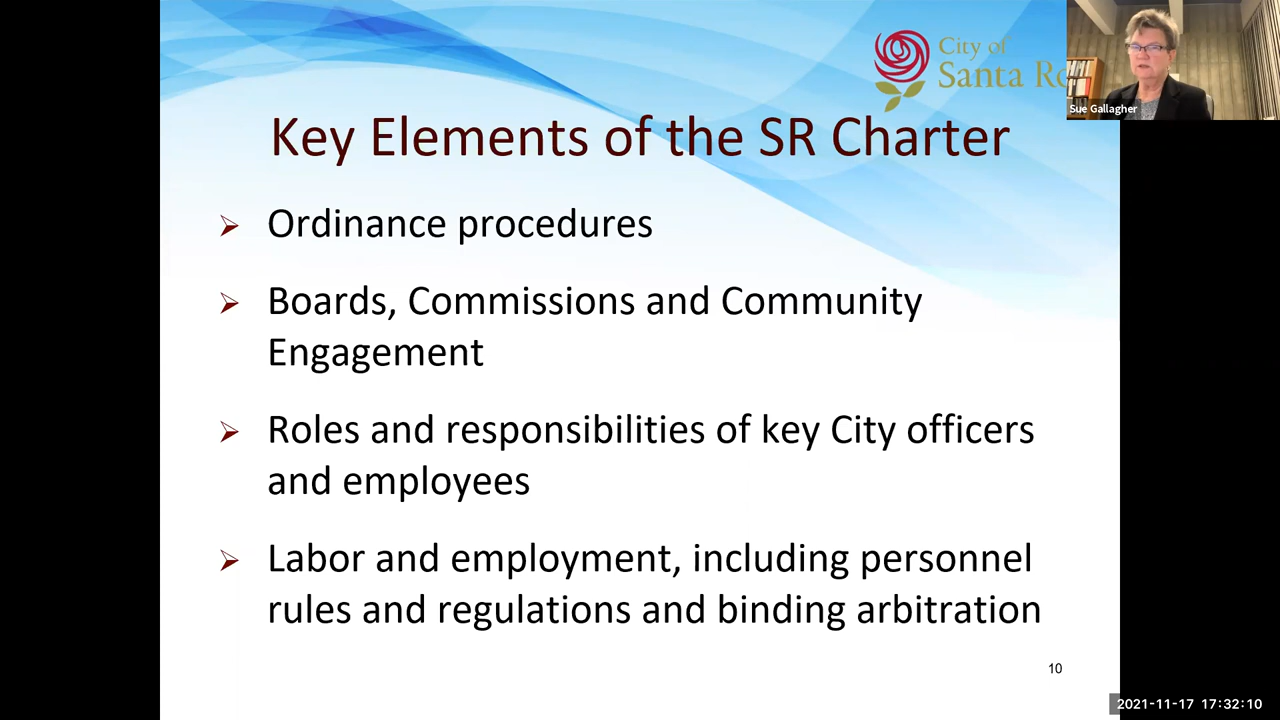 City of
Santa Ro
Sue Gallagher
Key Elements of the SR Charter
Ordinance procedures
Boards, Commissions and Community
Engagement
Roles and responsibilities of key City officers
and employees
Labor and employment, including personnel
rules and regulations and binding arbitration
10
2021-11-17 17:32:10